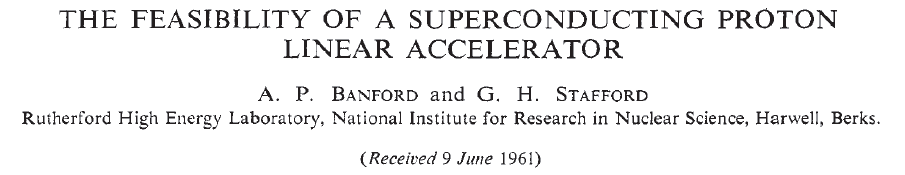 THE FEASIBILITY OF A SUPERCONDUCTING PROTON
LINEAR ACCELERATOR
A. P. BANFORD and G. H. STAFFORD
Rutherford High Energy Laboratory, National Institute for Research in Nuclear Science, Harwell, Berks.
(Received 9 June 1961)